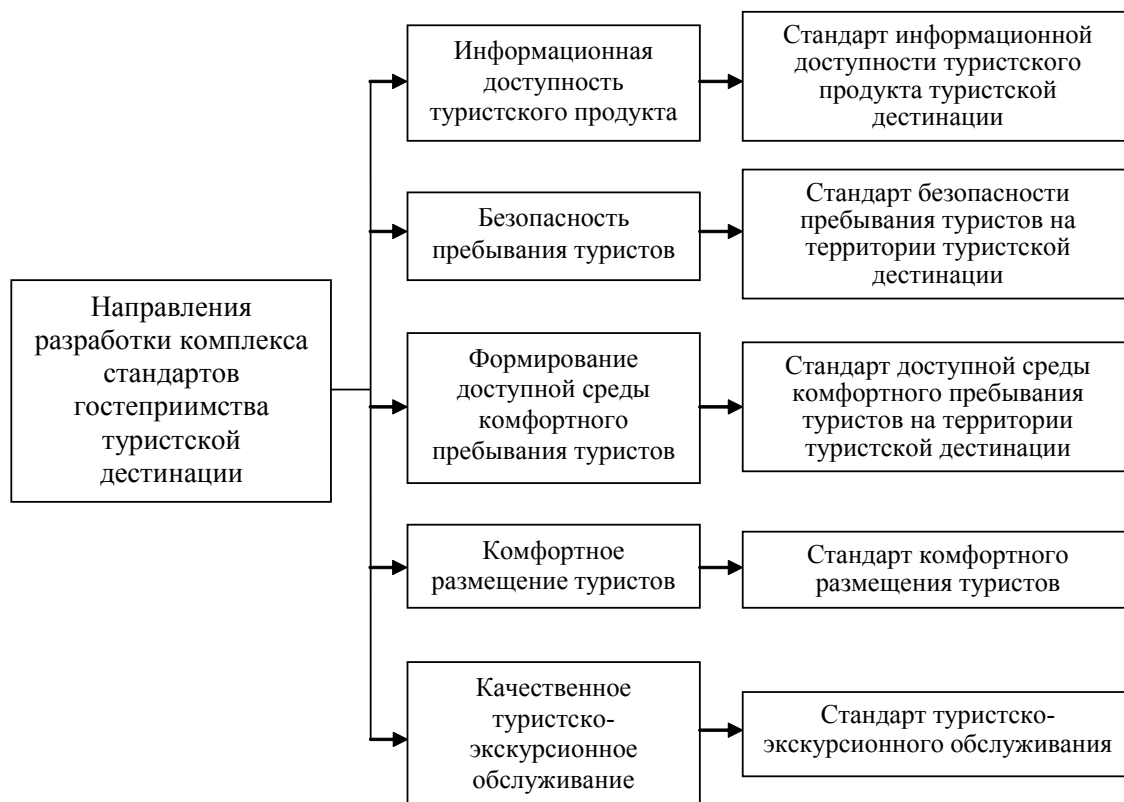 Направления
разработки комплекса
стандартов
гостеприимства
туристской
дестинации
Информационная
доступность
туристского продукта
Стандарт информационной
доступности туристского
продукта туристской
дестинации
Безопасность
пребывания туристов
Стандарт безопасности
пребывания туристов на
территории туристской
дестинации
Формирование
доступной среды
комфортного
пребывания туристов
Стандарт доступной среды
комфортного пребывания
туристов на территории
туристской дестинации
Комфортное
размещение туристов
Стандарт комфортного
размещения туристов
Качественное
туристско-
экскурсионное
обслуживание
Стандарт туристско-
экскурсионного обслуживания